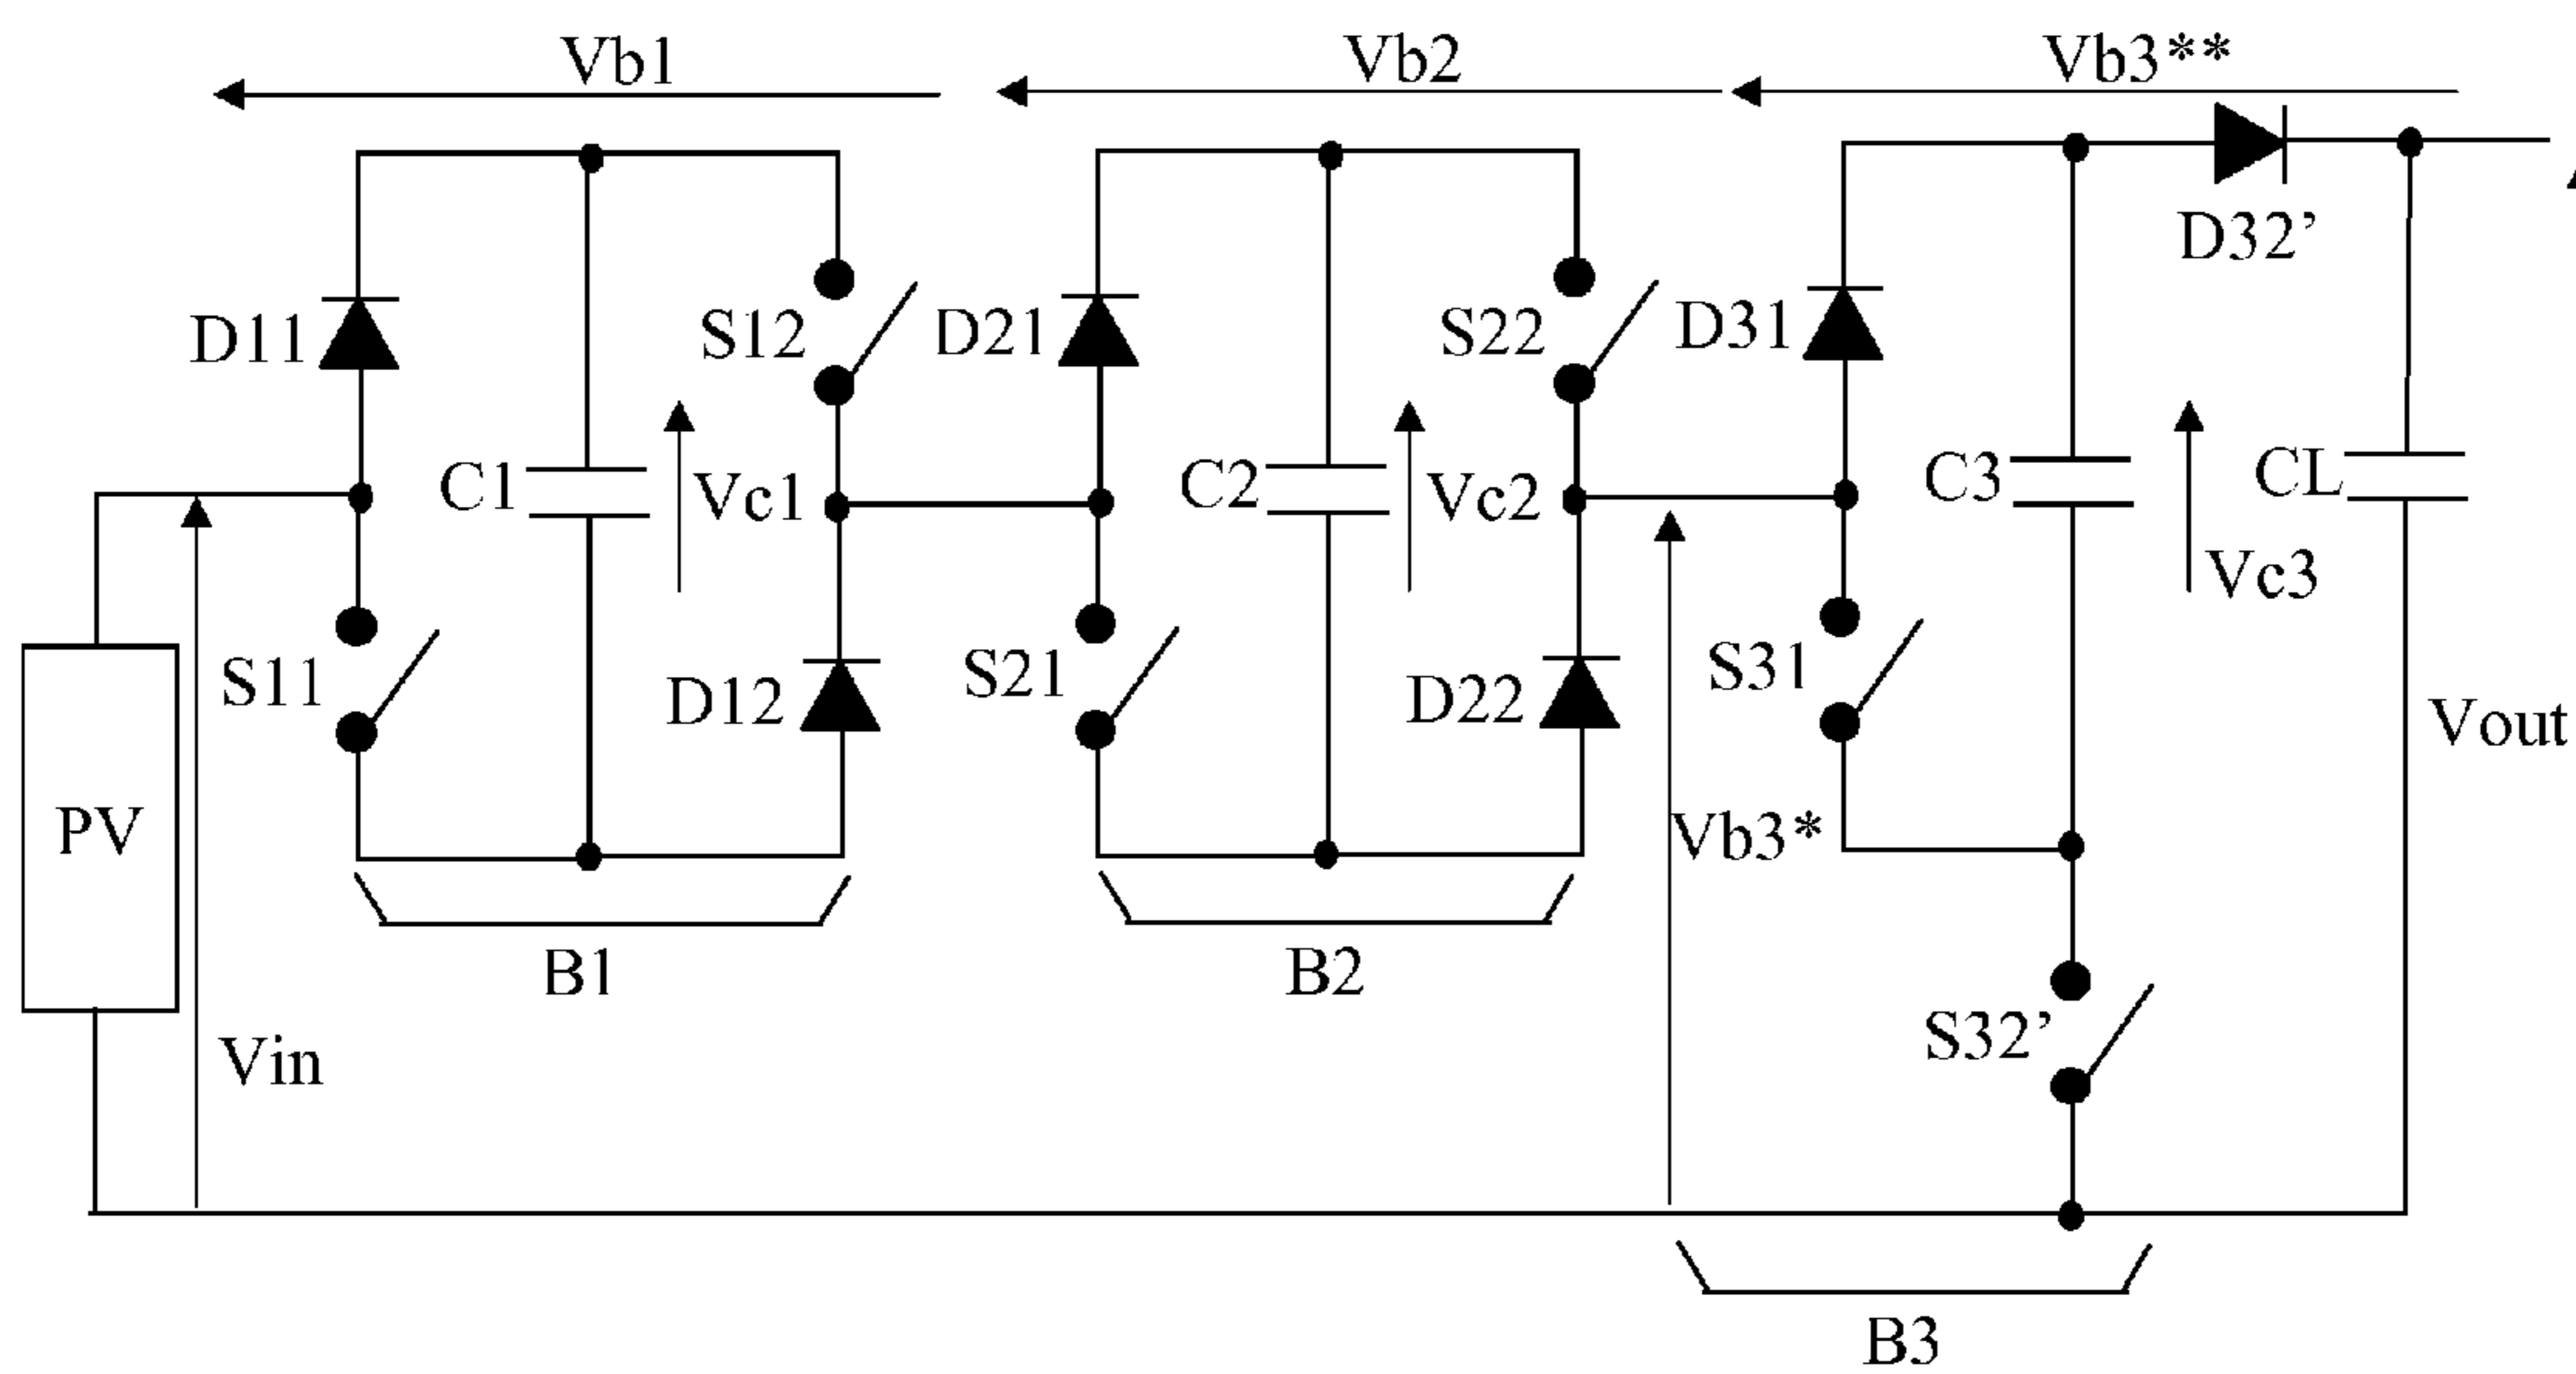 Vb1
Vb2
Vb3**
D11
S12
D21
S22
D31
D32’
C1
Vc1
C2
Vc2
C3
CL
Vc3
S11
D12
S21
D22
S31
Vout
PV
Vb3*
B1
B2
Vin
S32’
B3